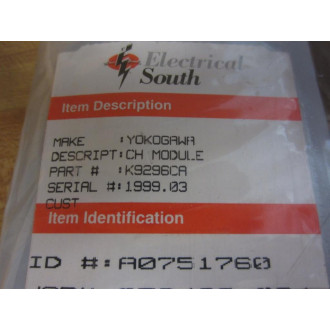 Electrical
South
Item Description
MAKE :YOKOGAWA
DESCRIPT:CH MODULE
PART # :K9296CA
SERIAL #:1999.03
CUST
Item Identification
ID #:A0751760